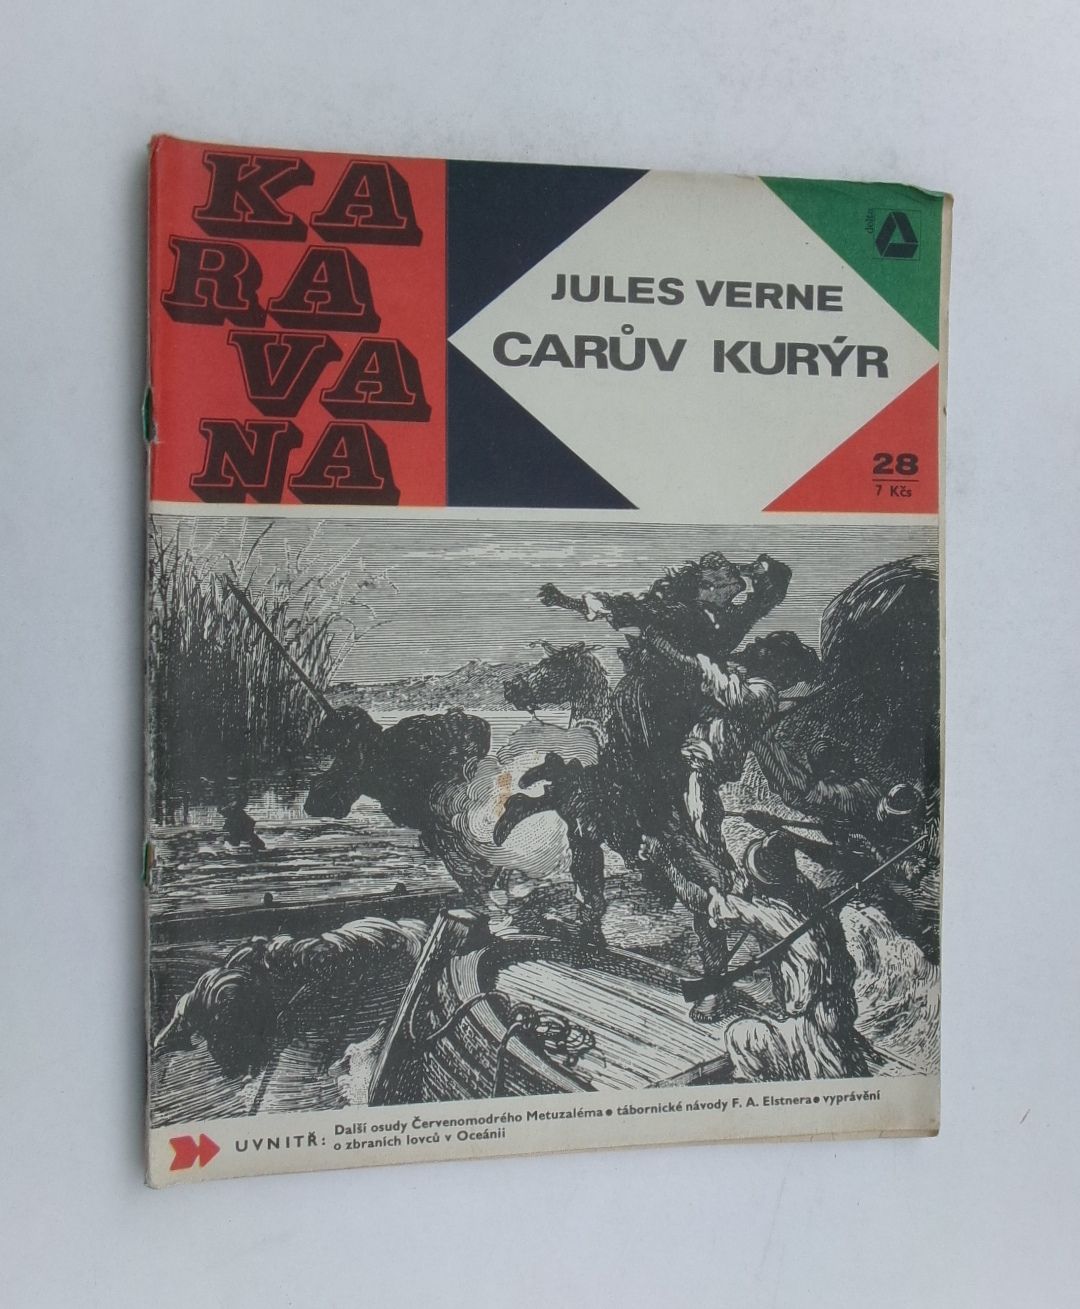 KA
RA
VA
NA
delta
JULES VERNE
CARŮV KURÝR
28
7 Kčs
UVNITŘ: Další osudy Červenomodrého Metuzaléma • tábornické návody F. A. Elstnera • vyprávění
o zbraních lovců v Oceánii